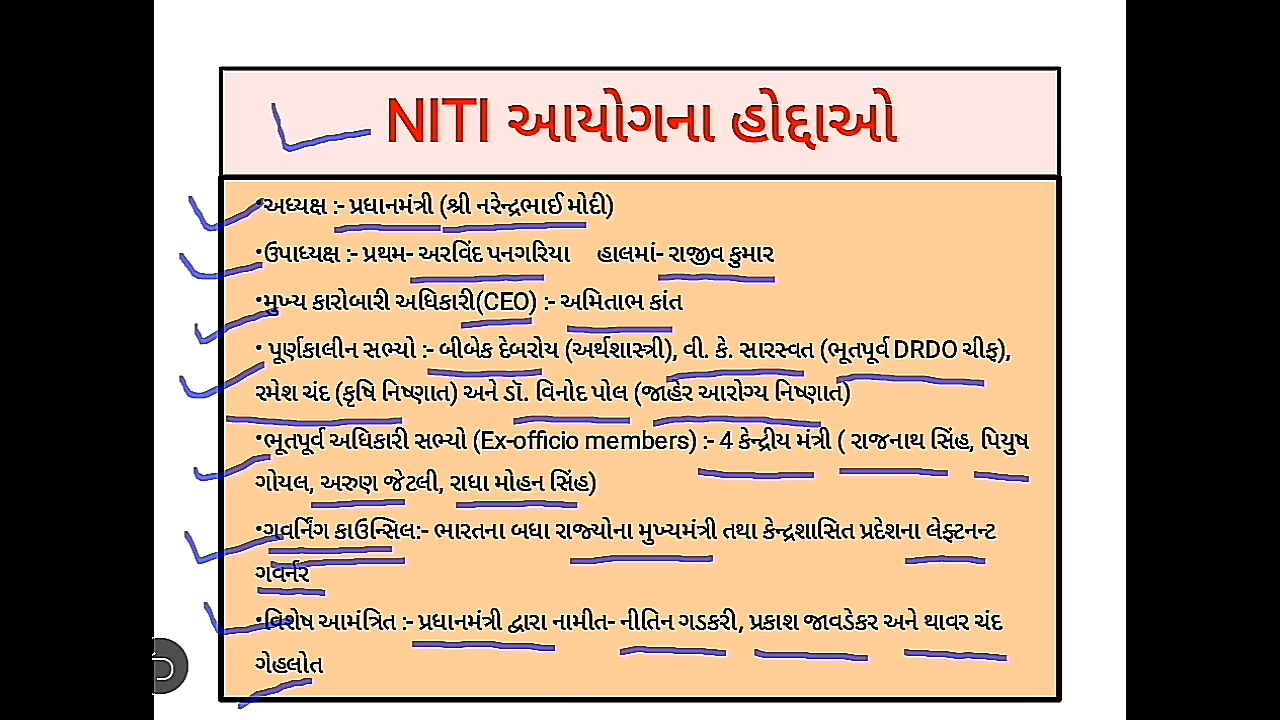 NITI આયોગના હોદ્દાઓ
•અધ્યક્ષ :- પ્રધાનમંત્રી (શ્રી નરેન્દ્રભાઈ મોદી)
•ઉપાધ્યક્ષ :- પ્રથમ- અરવિંદ પનગરિયા હાલમાં- રાજીવ કુમાર
•મુખ્ય કારોબારી અધિકારી(CEO) :- અમિતાભ કાંત
• પૂર્ણકાલીન સભ્યો :- બીબેક દેબરોય (અર્થશાસ્ત્રી), વી. કે. સારસ્વત (ભૂતપૂર્વ DRDO ચીફ),
રમેશ ચંદ (કૃષિ નિષ્ણાત) અને ડૉ. વિનોદ પોલ (જાહેર આરોગ્ય નિષ્ણાત)
•ભૂતપૂર્વ અધિકારી સભ્યો (Ex-officio members) :- 4 કેન્દ્રીય મંત્રી ( રાજનાથ સિંહ, પિયુષ
ગોયલ, અરુણ જેટલી, રાધા મોહન સિંહ)
•ગવર્નિંગ કાઉન્સિલ:- ભારતના બધા રાજ્યોના મુખ્યમંત્રી તથા કેન્દ્રશાસિત પ્રદેશના લેફ્ટનન્ટ
ગવર્નર
•વિશેષ આમંત્રિત :- પ્રધાનમંત્રી દ્વારા નામીત- નીતિન ગડકરી, પ્રકાશ જાવડેકર અને થાવર ચંદ
ગેહલોત